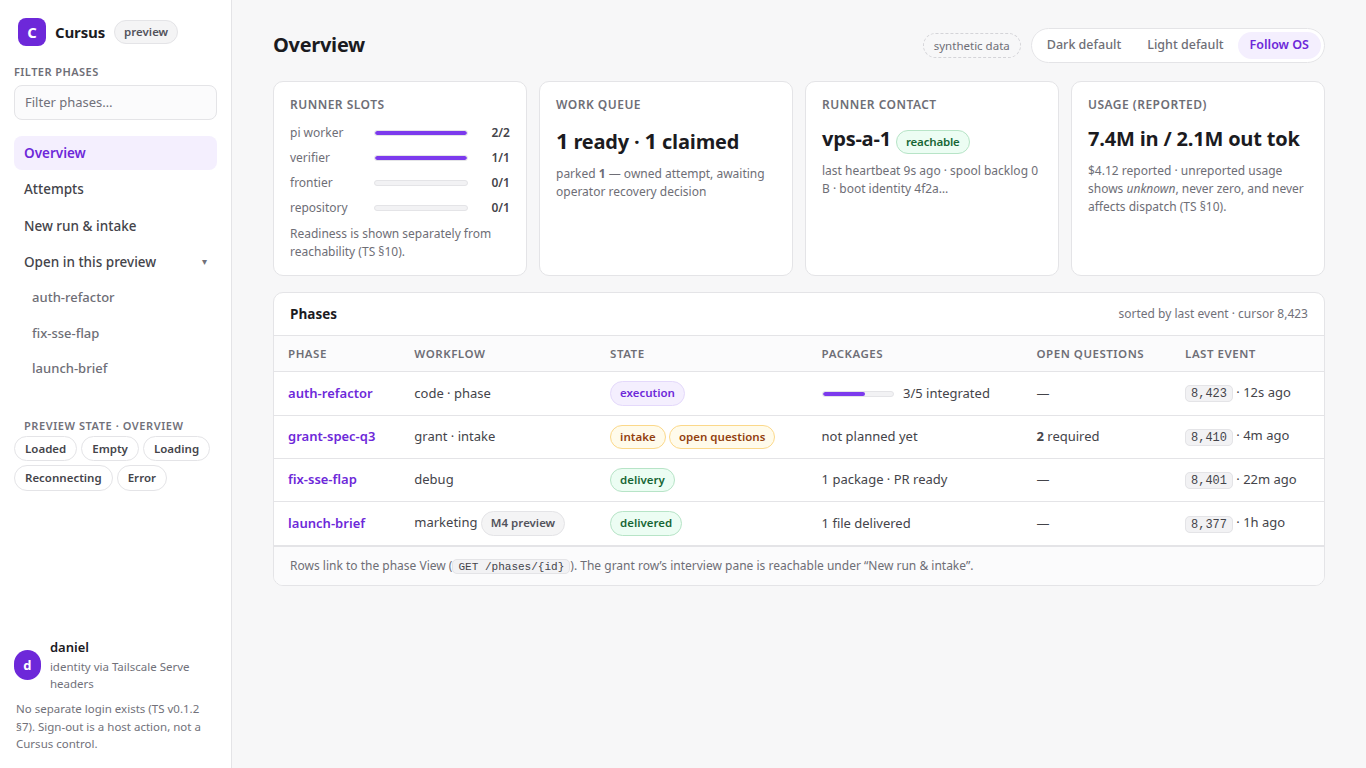 C Cursus preview
FILTER PHASES
Filter phases...
Overview
Attempts
New run & intake
Open in this preview ▾
auth-refactor
fix-sse-flap
launch-brief
PREVIEW STATE · OVERVIEW
Loaded Empty Loading
Reconnecting Error
d
daniel
identity via Tailscale Serve
headers
No separate login exists (TS v0.1.2
§7). Sign-out is a host action, not a
Cursus control.
Overview
synthetic data Dark default Light default Follow OS
RUNNER SLOTS
pi worker 2/2
verifier 1/1
frontier 0/1
repository 0/1
Readiness is shown separately from
reachability (TS §10).
WORK QUEUE
1 ready · 1 claimed
parked 1 — owned attempt, awaiting
operator recovery decision
RUNNER CONTACT
vps-a-1 reachable
last heartbeat 9s ago · spool backlog 0
B · boot identity 4f2a…
USAGE (REPORTED)
7.4M in / 2.1M out tok
$4.12 reported · unreported usage
shows unknown, never zero, and never
affects dispatch (TS §10).
Phases sorted by last event · cursor 8,423
PHASE WORKFLOW STATE PACKAGES OPEN QUESTIONS LAST EVENT
auth-refactor code · phase execution 3/5 integrated — 8,423 · 12s ago
grant-spec-q3 grant · intake intake open questions not planned yet 2 required 8,410 · 4m ago
fix-sse-flap debug delivery 1 package · PR ready — 8,401 · 22m ago
launch-brief marketing M4 preview delivered 1 file delivered — 8,377 · 1h ago
Rows link to the phase View (GET /phases/{id}). The grant row’s interview pane is reachable under “New run & intake”.